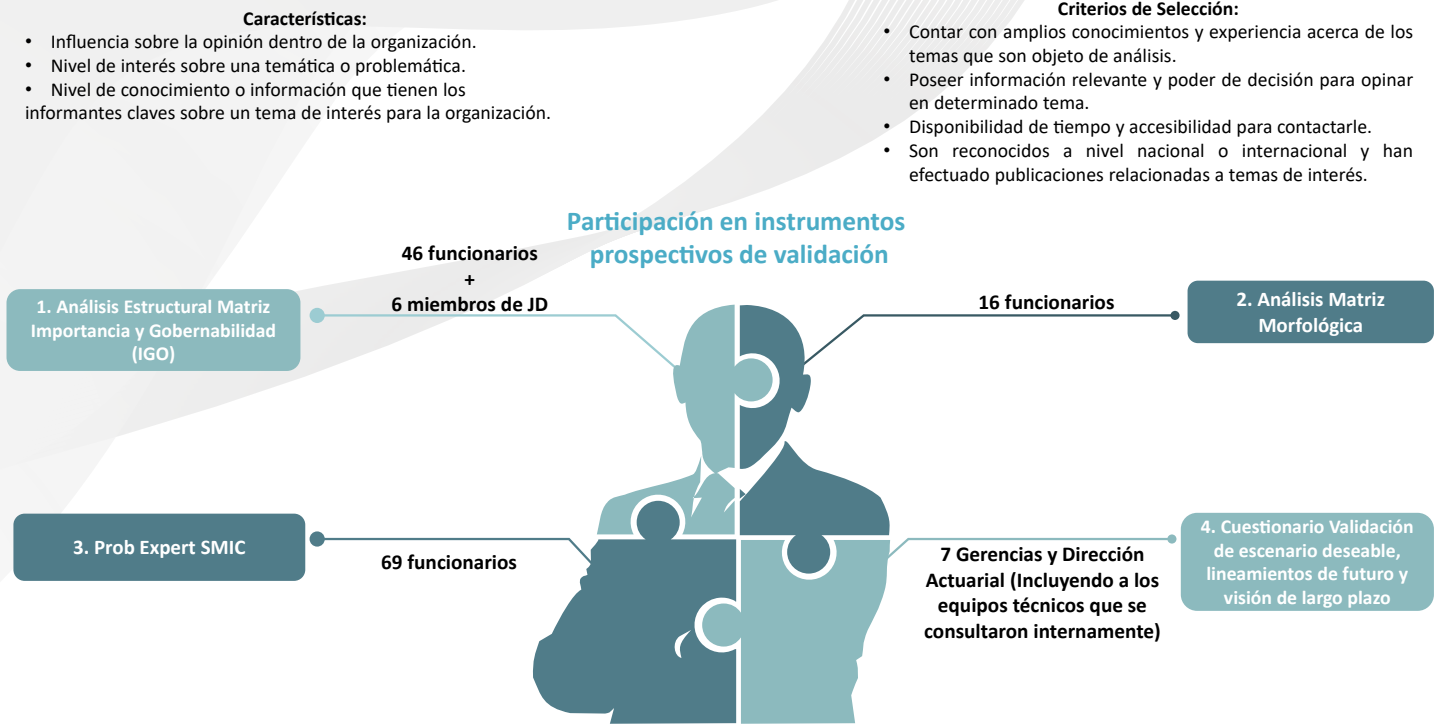 Características:
• Influencia sobre la opinión dentro de la organización.
• Nivel de interés sobre una temática o problemática.
• Nivel de conocimiento o información que tienen los
informantes claves sobre un tema de interés para la organización.
Criterios de Selección:
• Contar con amplios conocimientos y experiencia acerca de los
temas que son objeto de análisis.
• Poseer información relevante y poder de decisión para opinar
en determinado tema.
• Disponibilidad de tiempo y accesibilidad para contactarle.
• Son reconocidos a nivel nacional o internacional y han
efectuado publicaciones relacionadas a temas de interés.
Participación en instrumentos
prospectivos de validación
46 funcionarios
+
6 miembros de JD
1. Análisis Estructural Matriz
Importancia y Gobernabilidad
(IGO)
16 funcionarios
2. Análisis Matriz
Morfológica
3. Prob Expert SMIC
69 funcionarios
7 Gerencias y Dirección
Actuarial (Incluyendo a los
equipos técnicos que se
consultaron internamente)
4. Cuestionario Validación
de escenario deseable,
lineamientos de futuro y
visión de largo plazo